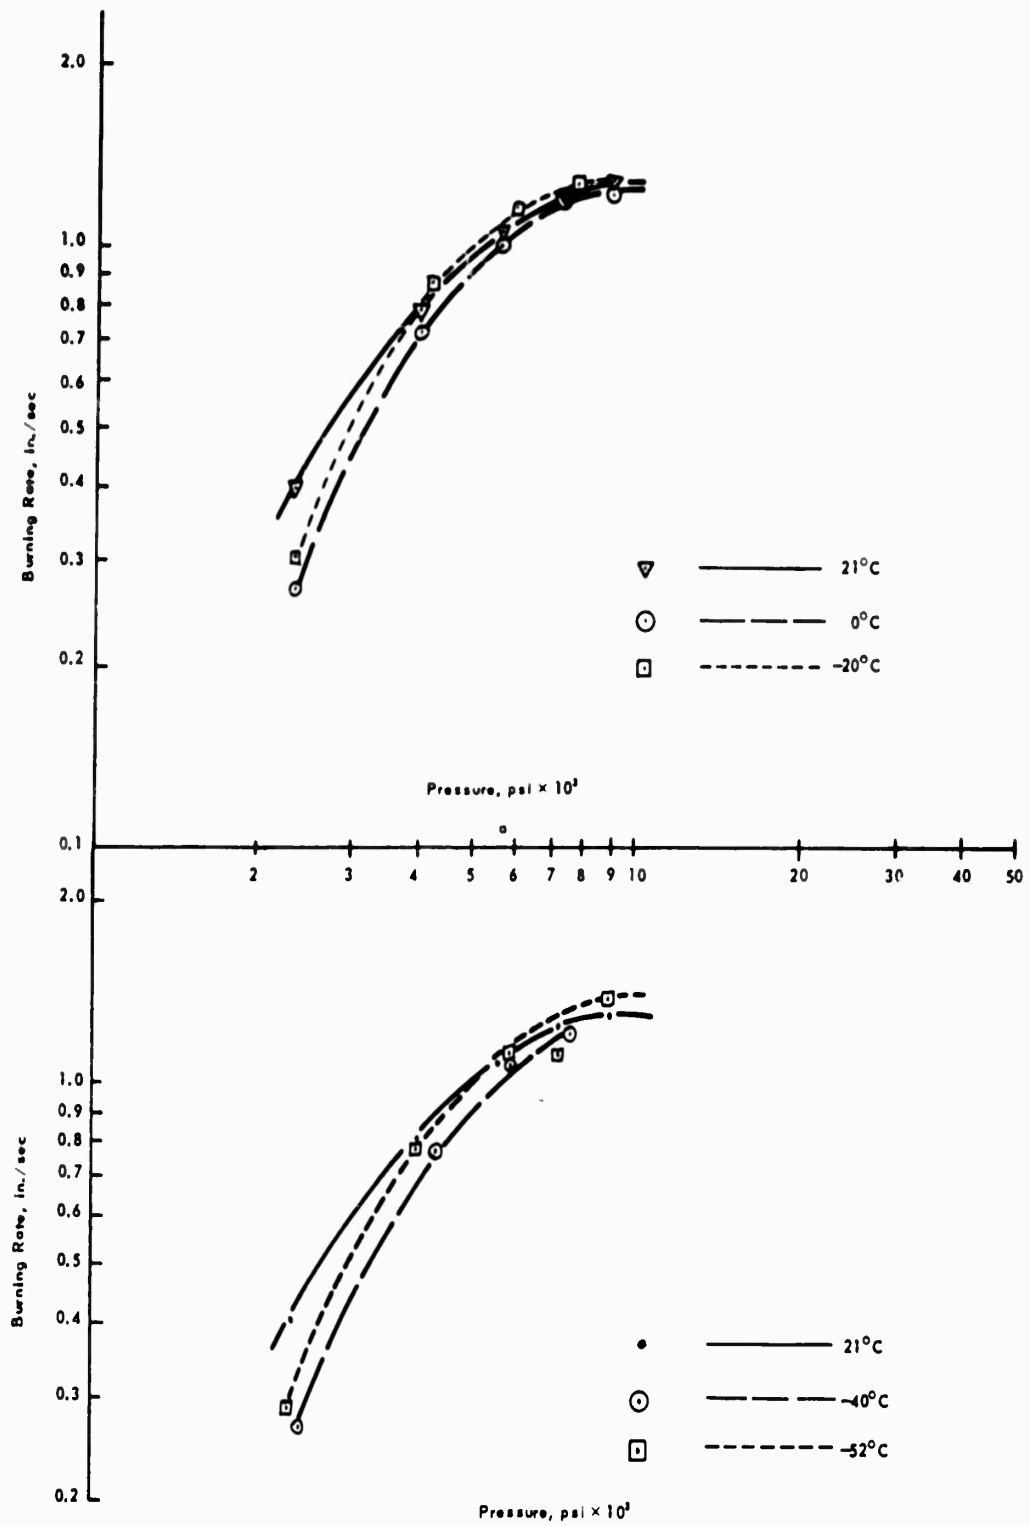 2.0
1.0
0.9
0.8
0.7
0.6
0.5
0.4
0.3
0.2
0.1
Burning Rate, in./sec
21°C
0°C
-20°C
Pressure, psi × 10³
2 3 4 5 6 7 8 9 10 20 30 40 50
2.0
1.0
0.9
0.8
0.7
0.6
0.5
0.4
0.3
0.2
Burning Rate, in./sec
21°C
-40°C
-52°C
Pressure, psi × 10³